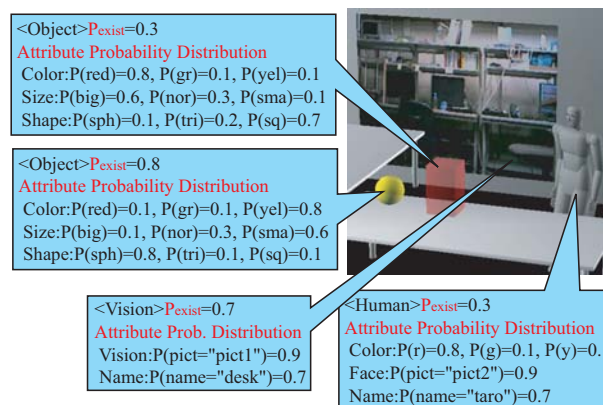 <Object>Pexist=0.3
Attribute Probability Distribution
Color:P(red)=0.8, P(gr)=0.1, P(yel)=0.1
Size:P(big)=0.6, P(nor)=0.3, P(sma)=0.1
Shape:P(sph)=0.1, P(tri)=0.2, P(sq)=0.7
<Object>Pexist=0.8
Attribute Probability Distribution
Color:P(red)=0.1, P(gr)=0.1, P(yel)=0.8
Size:P(big)=0.1, P(nor)=0.3, P(sma)=0.6
Shape:P(sph)=0.8, P(tri)=0.1, P(sq)=0.1
<Vision>Pexist=0.7
Attribute Prob. Distribution
Vision:P(pict="pict1")=0.9
Name:P(name="desk")=0.7
<Human>Pexist=0.3
Attribute Probability Distribution
Color:P(r)=0.8, P(g)=0.1, P(y)=0.
Face:P(pict="pict2")=0.9
Name:P(name="taro")=0.7